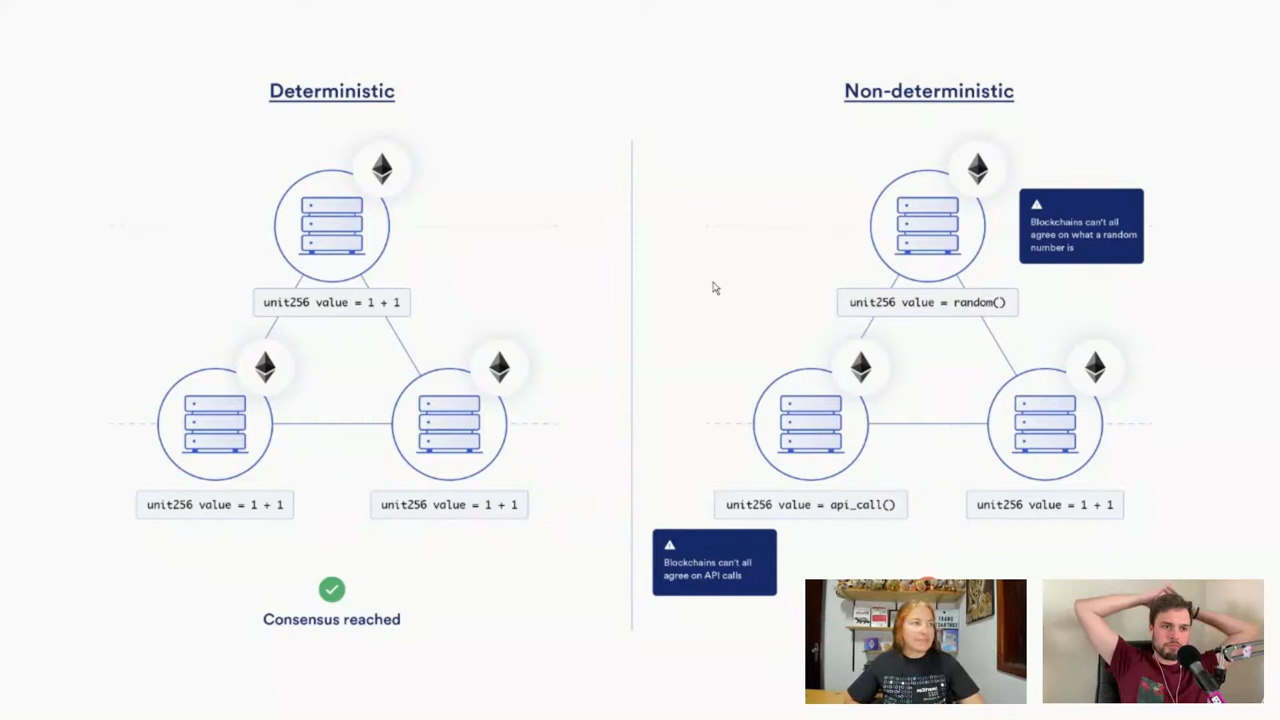 Deterministic
Non-deterministic
Blockchains can't all
agree on what a random
number is
unit256 value = 1 + 1
unit256 value = random()
unit256 value = 1 + 1
unit256 value = 1 + 1
unit256 value = api_call()
unit256 value = 1 + 1
Blockchains can't all
agree on API calls
Consensus reached